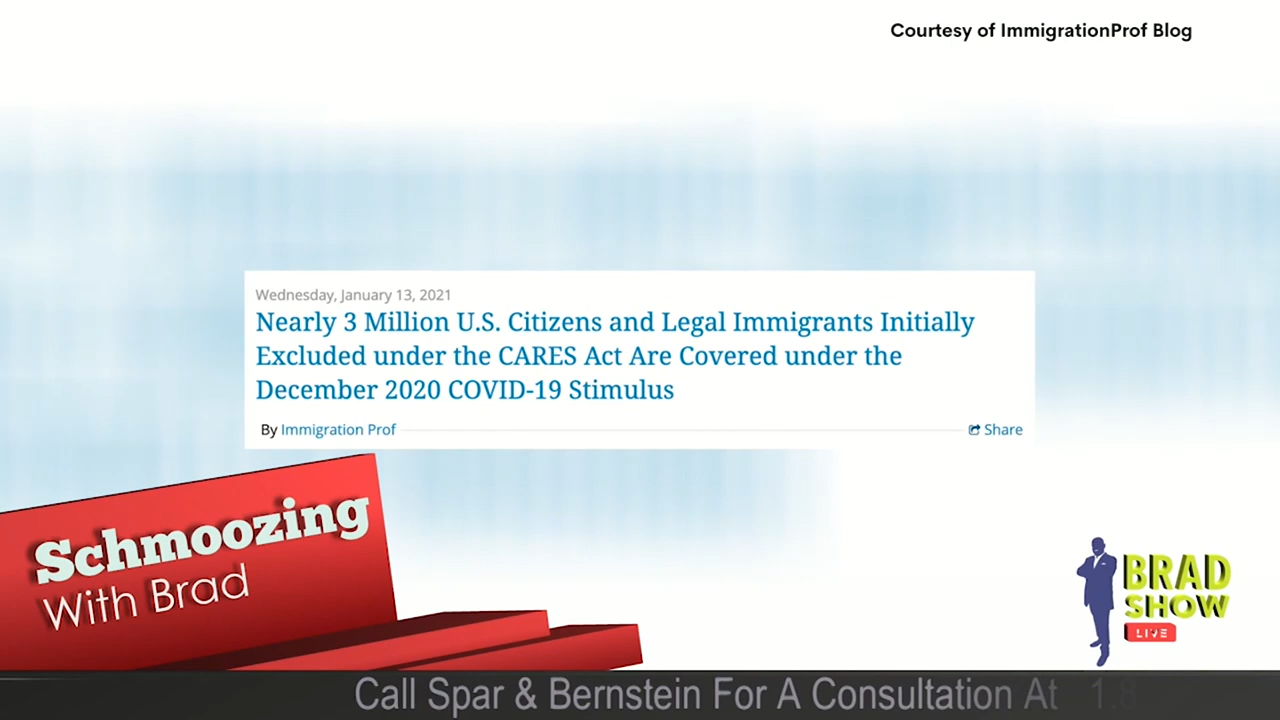 Courtesy of ImmigrationProf Blog
Wednesday, January 13, 2021
Nearly 3 Million U.S. Citizens and Legal Immigrants Initially
Excluded under the CARES Act Are Covered under the
December 2020 COVID-19 Stimulus
By Immigration Prof
Share
Schmoozing
With Brad
BRAD
SHOW
LIVE
Call Spar & Bernstein For A Consultation At 1.8